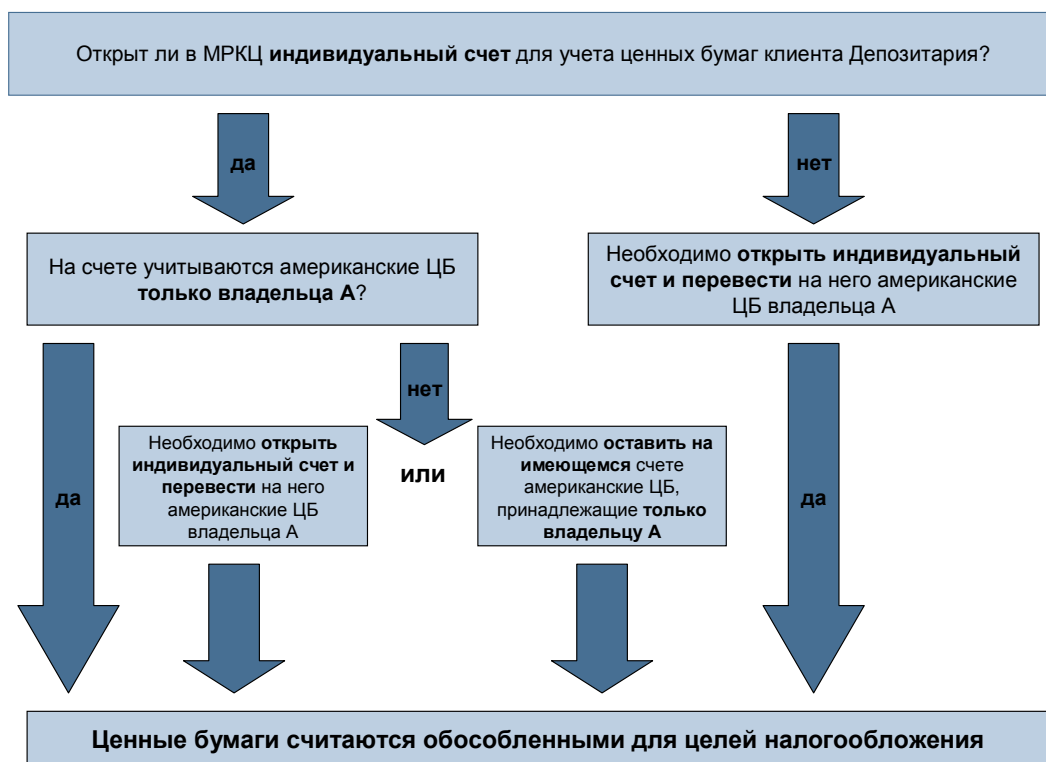 Открыт ли в МРКЦ индивидуальный счет для учета ценных бумаг клиента Депозитария?
да
нет
На счете учитываются американские ЦБ
только владельца А?
Необходимо открыть индивидуальный
счет и перевести на него американские
ЦБ владельца А
нет
Необходимо открыть
индивидуальный счет и
перевести на него
американские ЦБ
владельца А
или
Необходимо оставить на
имеющемся счете
американские ЦБ,
принадлежащие только
владельцу А
да
да
Ценные бумаги считаются обособленными для целей налогообложения